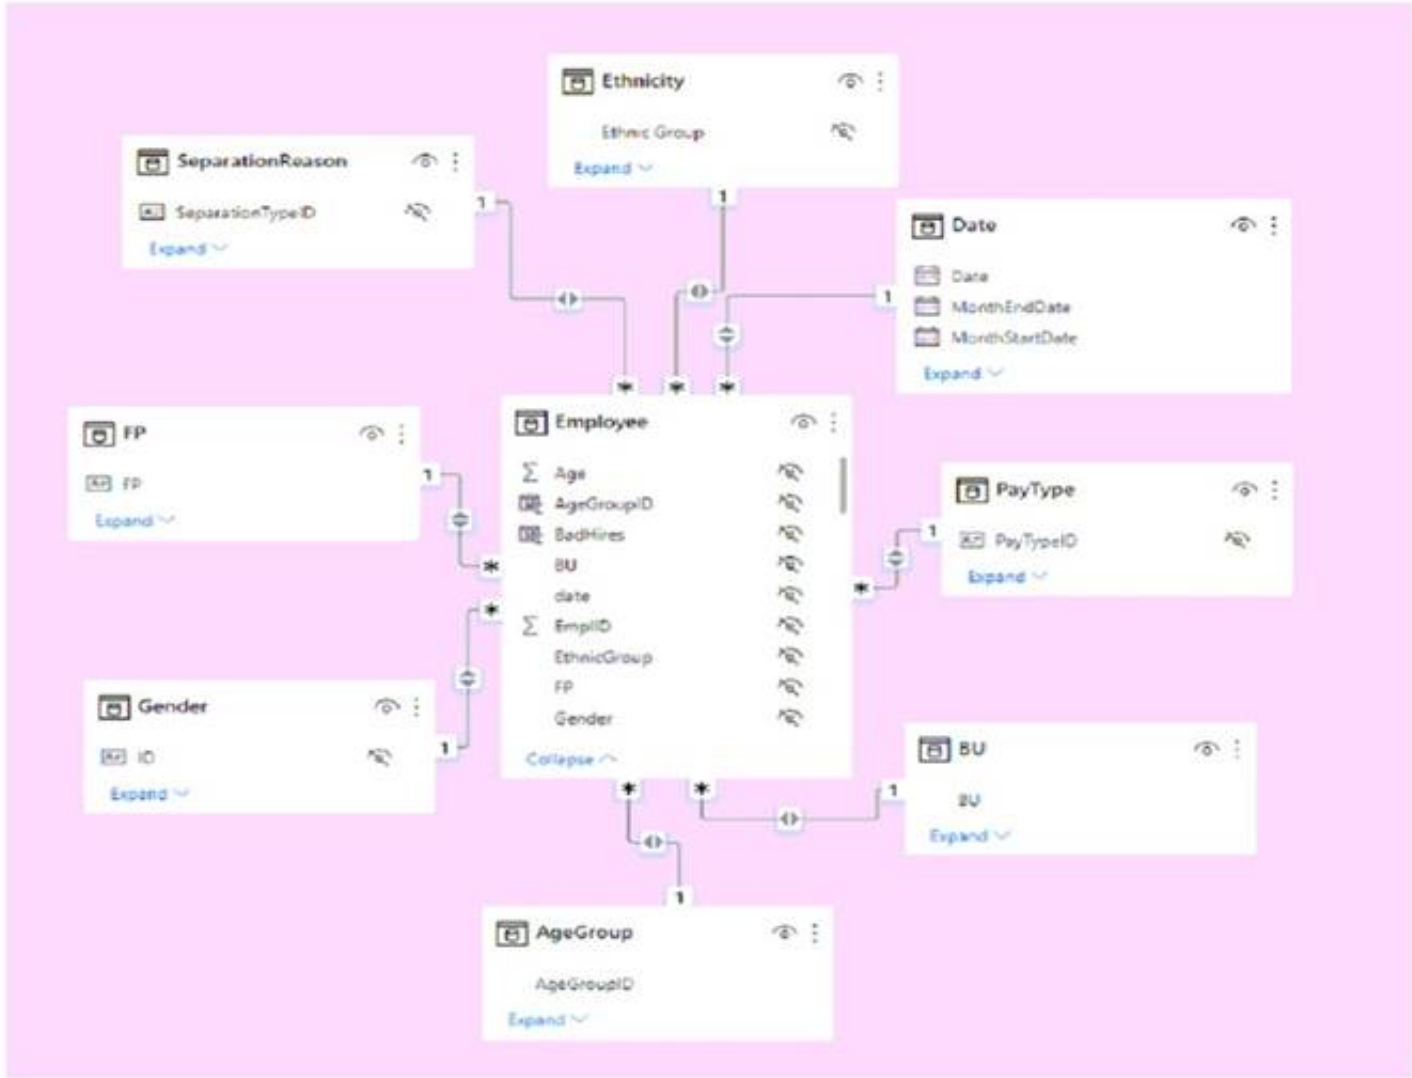 Ethnicity
Ethnic Group
Expand
SeparationReason
SeparationTypeID
Expand
1
1
Date
Date
MonthEndDate
MonthStartDate
Expand
1
*
*
*
FP
FP
Expand
1
*
Employee
Age
AgeGroupID
BadHires
BU
date
EmplID
EthnicGroup
FP
Gender
Collapse
PayType
PayTypeID
Expand
1
*
Gender
ID
Expand
1
*
BU
BU
Expand
1
*
*
1
AgeGroup
AgeGroupID
Expand